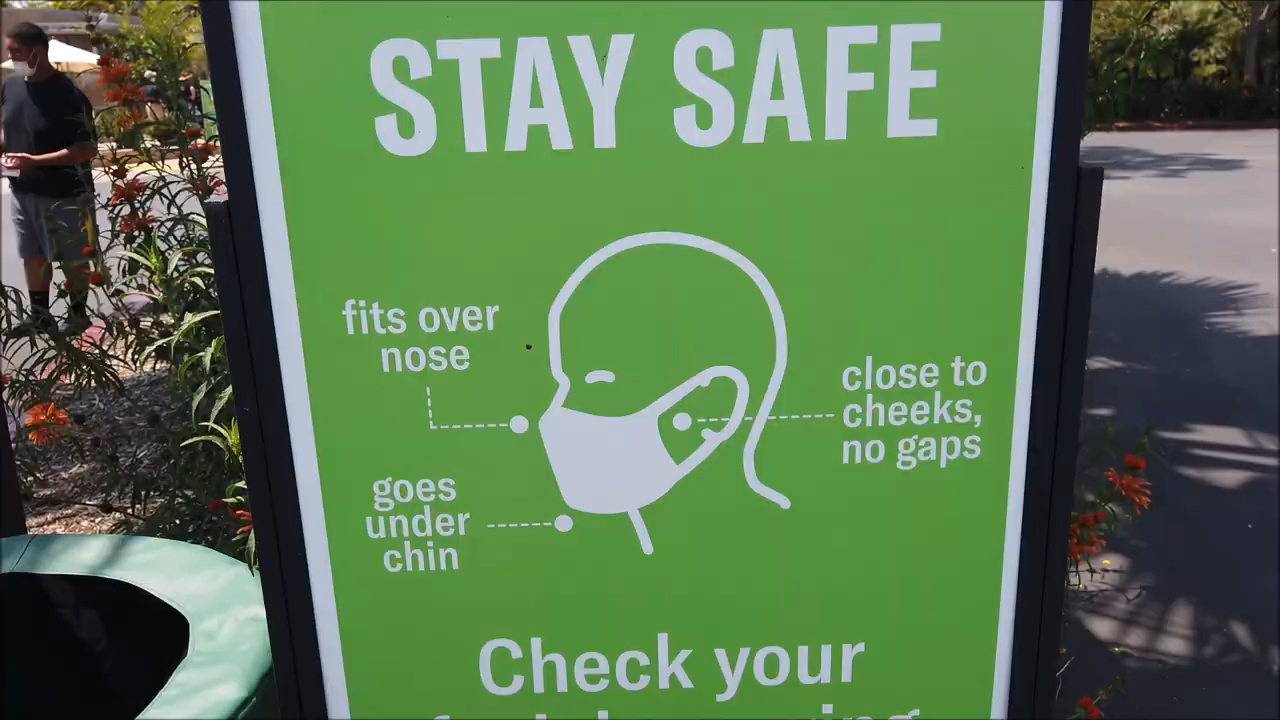 STAY SAFE
fits over
nose
close to
cheeks,
no gaps
goes
under
chin
Check your